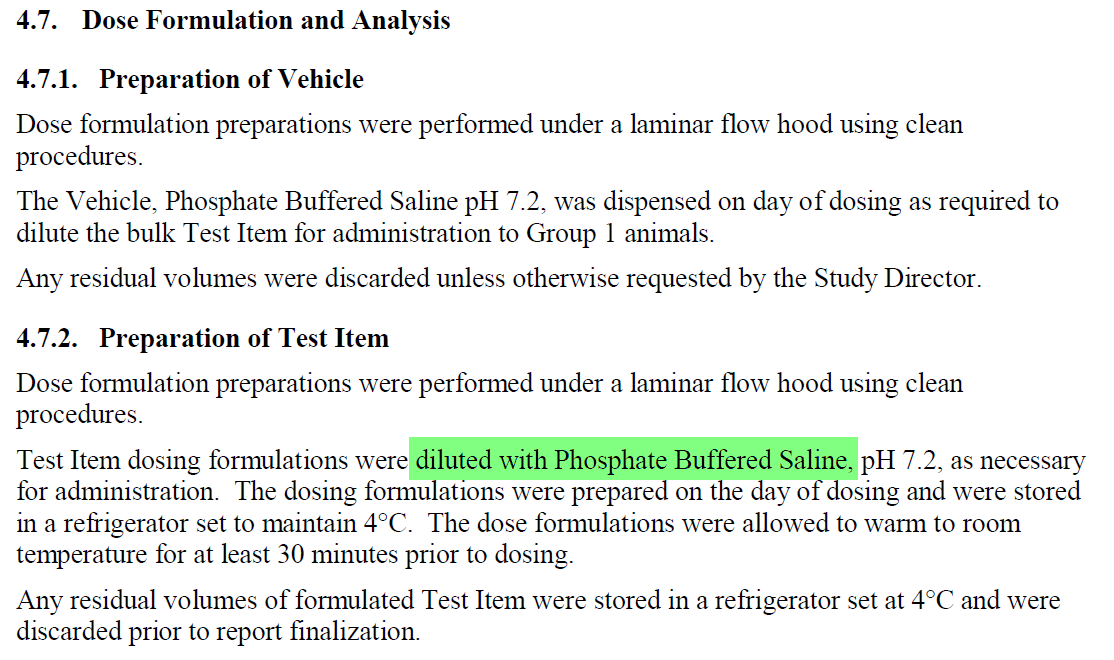 4.7. Dose Formulation and Analysis
4.7.1. Preparation of Vehicle
Dose formulation preparations were performed under a laminar flow hood using clean
procedures.
The Vehicle, Phosphate Buffered Saline pH 7.2, was dispensed on day of dosing as required to
dilute the bulk Test Item for administration to Group 1 animals.
Any residual volumes were discarded unless otherwise requested by the Study Director.
4.7.2. Preparation of Test Item
Dose formulation preparations were performed under a laminar flow hood using clean
procedures.
Test Item dosing formulations were diluted with Phosphate Buffered Saline, pH 7.2, as necessary
for administration. The dosing formulations were prepared on the day of dosing and were stored
in a refrigerator set to maintain 4°C. The dose formulations were allowed to warm to room
temperature for at least 30 minutes prior to dosing.
Any residual volumes of formulated Test Item were stored in a refrigerator set at 4°C and were
discarded prior to report finalization.